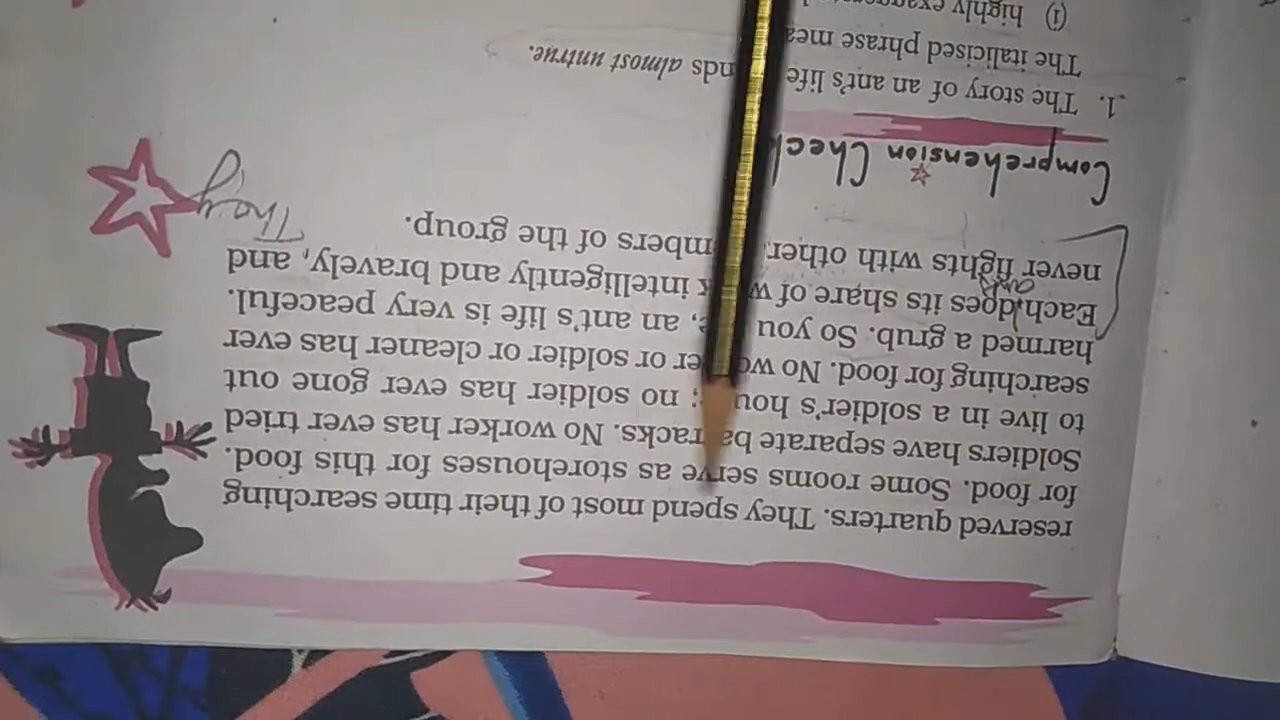 reserved quarters. They spend most of their time searching
for food. Some rooms serve as storehouses for this food.
Soldiers have separate barracks. No worker has ever tried
to live in a soldier's hou ; no soldier has ever gone out
searching for food. No wo er or soldier or cleaner has ever
harmed a grub. So you e, an ant's life is very peaceful.
Each does its share of w k intelligently and bravely, and
and
never fights with other mbers of the group.
Comprehension Check
1. The story of an ant's life nds almost untrue.
The italicised phrase mea
(i) highly